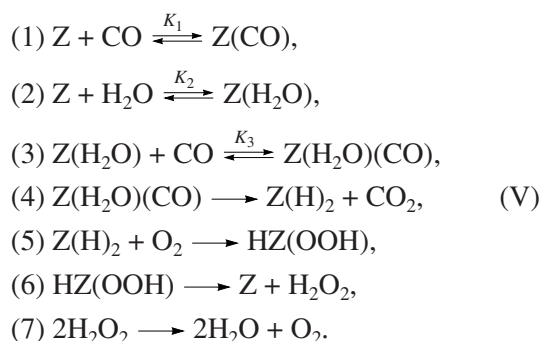 (1) Z + CO ⇌ Z(CO), K₁
(2) Z + H₂O ⇌ Z(H₂O), K₂
(3) Z(H₂O) + CO ⇌ Z(H₂O)(CO), K₃
(4) Z(H₂O)(CO) ⟶ Z(H)₂ + CO₂, (V)
(5) Z(H)₂ + O₂ ⟶ HZ(OOH),
(6) HZ(OOH) ⟶ Z + H₂O₂,
(7) 2H₂O₂ ⟶ 2H₂O + O₂.